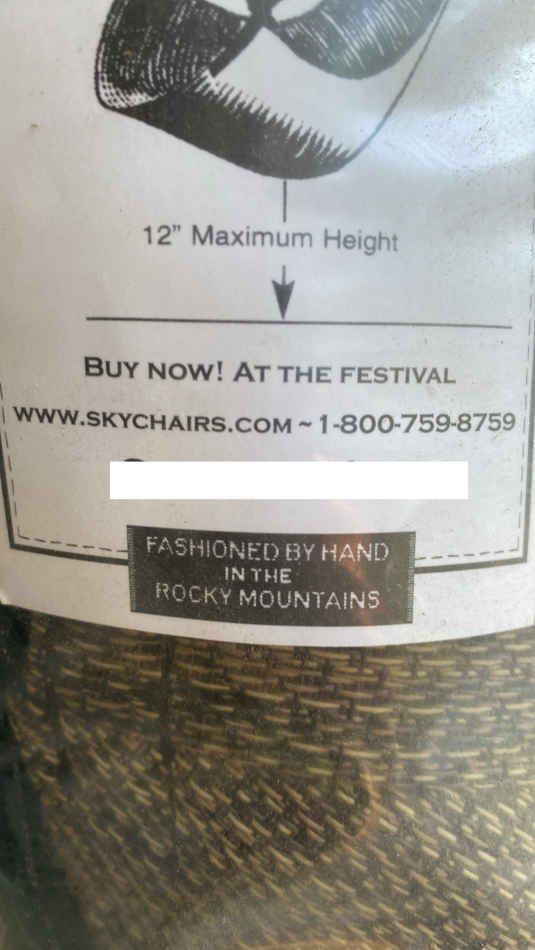 12" Maximum Height
BUY NOW! AT THE FESTIVAL
WWW.SKYCHAIRS.COM ~ 1-800-759-8759
FASHIONED BY HAND
IN THE
ROCKY MOUNTAINS